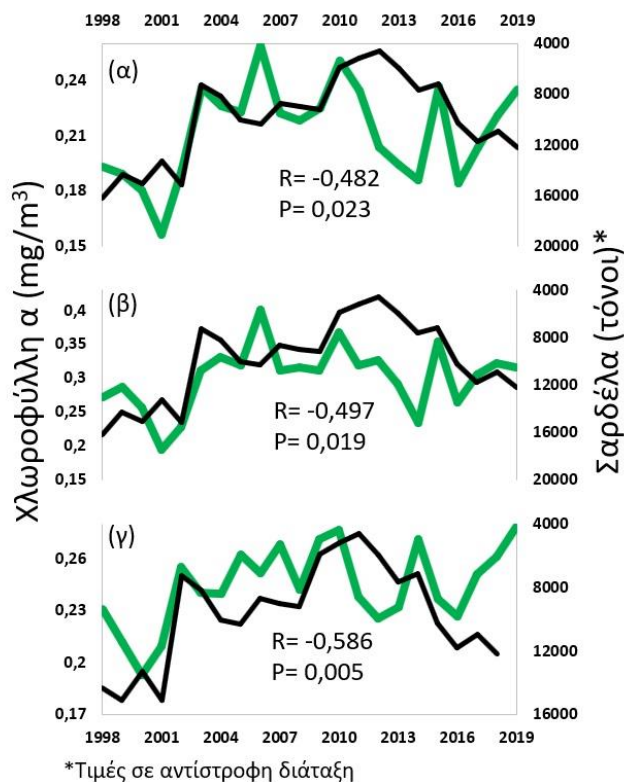 1998 2001 2004 2007 2010 2013 2016 2019
(α)
0,24
0,21
0,18
0,15
4000
8000
12000
16000
20000
R= -0,482
P= 0,023
Χλωροφύλλη α (mg/m³)
Σαρδέλα (τόνοι)*
(β)
0,4
0,35
0,3
0,25
0,2
0,15
4000
8000
12000
16000
20000
R= -0,497
P= 0,019
(γ)
0,26
0,23
0,2
0,17
4000
8000
12000
16000
R= -0,586
P= 0,005
1998 2001 2004 2007 2010 2013 2016 2019
*Τιμές σε αντίστροφη διάταξη